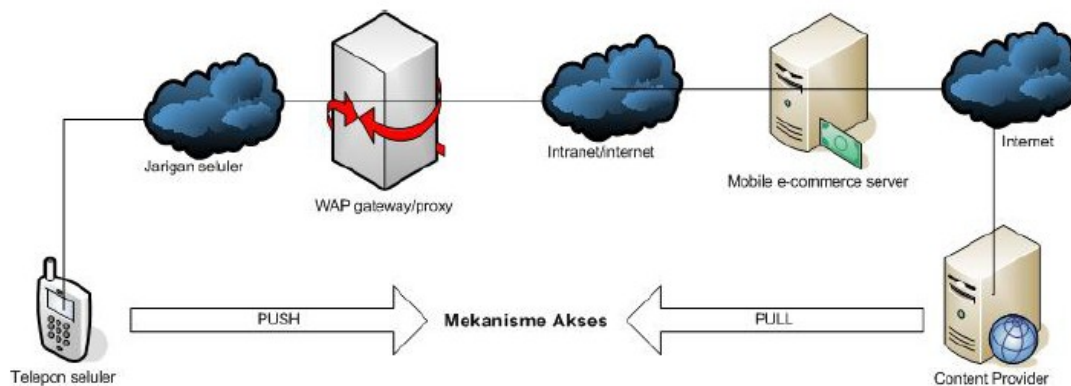 Jarigan seluler
WAP gateway/proxy
Intranet/internet
Mobile e-commerce server
Internet
PUSH
Mekanisme Akses
PULL
Telepon seluler
Content Provider